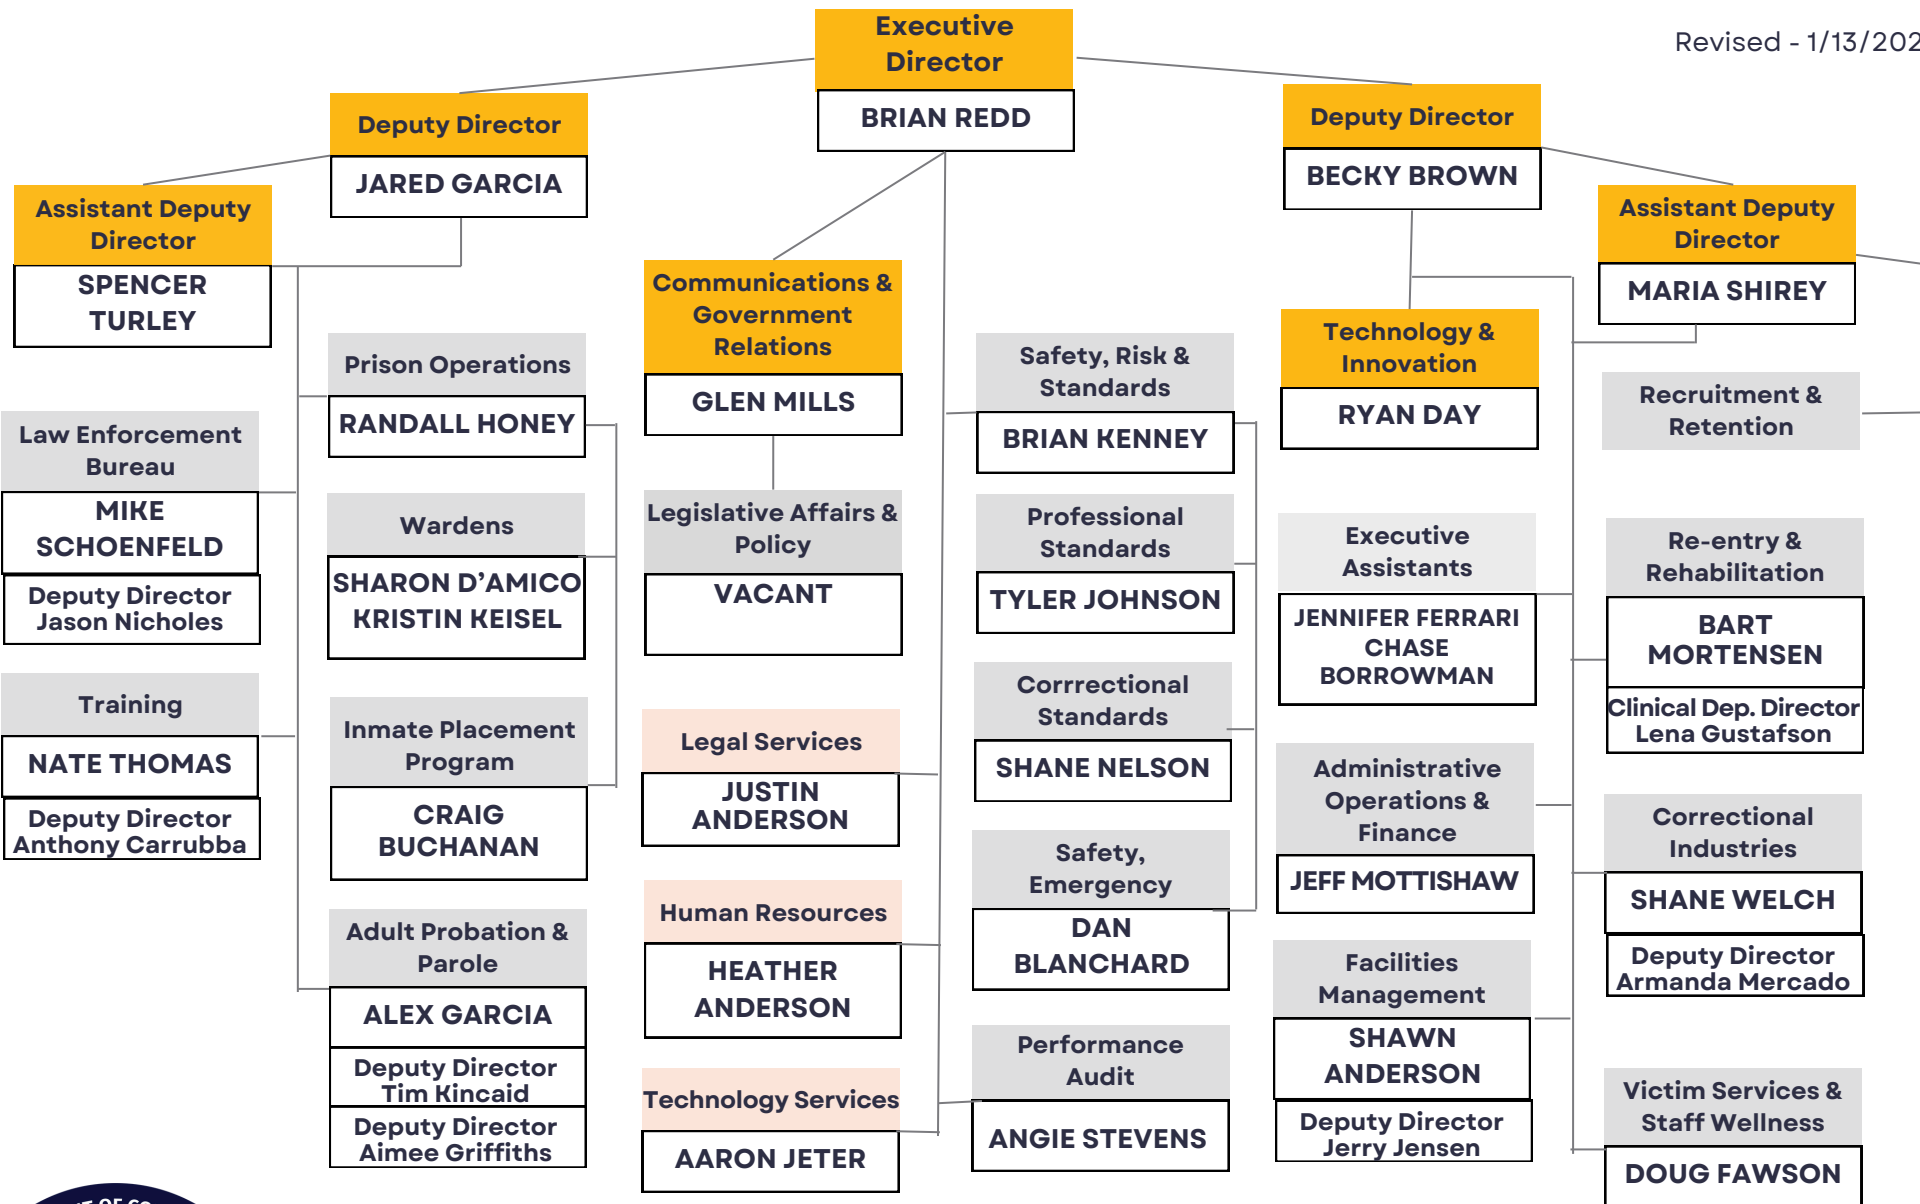 Executive
Director
BRIAN REDD
Revised - 1/13/202
Deputy Director
JARED GARCIA
Deputy Director
BECKY BROWN
Assistant Deputy
Director
SPENCER
TURLEY
Assistant Deputy
Director
MARIA SHIREY
Communications &
Government
Relations
GLEN MILLS
Technology &
Innovation
RYAN DAY
Prison Operations
RANDALL HONEY
Safety, Risk &
Standards
BRIAN KENNEY
Recruitment &
Retention
Law Enforcement
Bureau
MIKE
SCHOENFELD
Deputy Director
Jason Nicholes
Wardens
SHARON D’AMICO
KRISTIN KEISEL
Legislative Affairs &
Policy
VACANT
Professional
Standards
TYLER JOHNSON
Executive
Assistants
JENNIFER FERRARI
CHASE
BORROWMAN
Re-entry &
Rehabilitation
BART
MORTENSEN
Clinical Dep. Director
Lena Gustafson
Training
NATE THOMAS
Deputy Director
Anthony Carrubba
Inmate Placement
Program
CRAIG
BUCHANAN
Legal Services
JUSTIN
ANDERSON
Corrrectional
Standards
SHANE NELSON
Administrative
Operations &
Finance
JEFF MOTTISHAW
Correctional
Industries
SHANE WELCH
Deputy Director
Armanda Mercado
Adult Probation &
Parole
ALEX GARCIA
Deputy Director
Tim Kincaid
Deputy Director
Aimee Griffiths
Human Resources
HEATHER
ANDERSON
Safety,
Emergency
DAN
BLANCHARD
Facilities
Management
SHAWN
ANDERSON
Deputy Director
Jerry Jensen
Technology Services
AARON JETER
Performance
Audit
ANGIE STEVENS
Victim Services &
Staff Wellness
DOUG FAWSON
OF